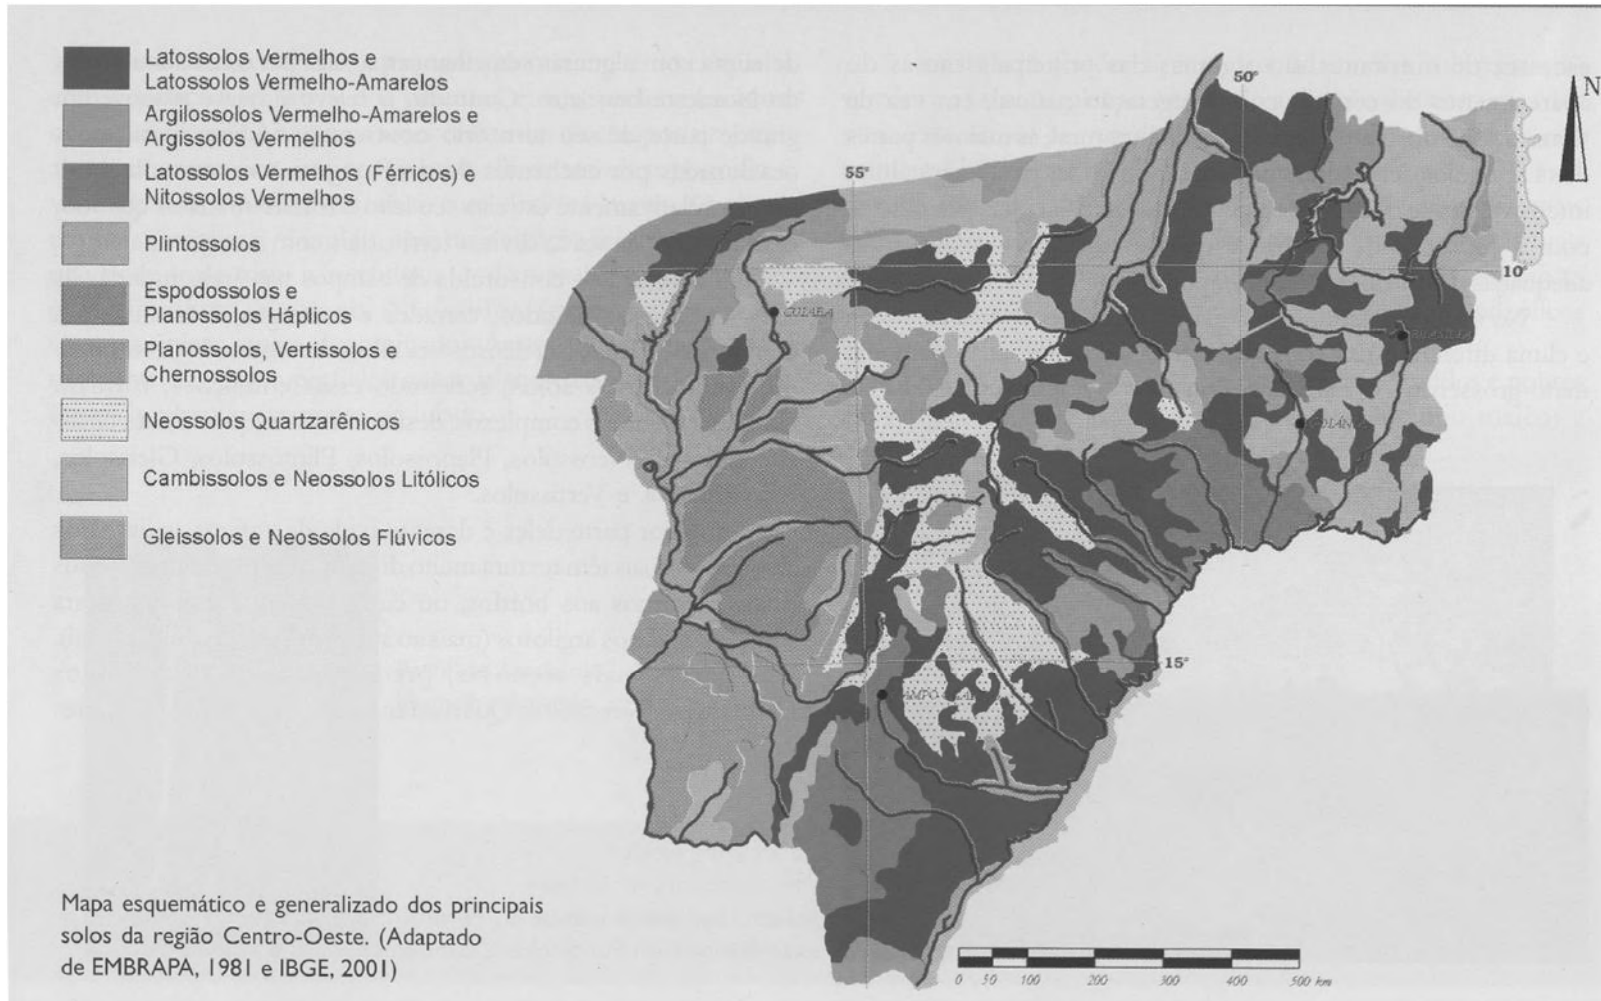 Latossolos Vermelhos e
Latossolos Vermelho-Amarelos
Argilossolos Vermelho-Amarelos e
Argissolos Vermelhos
Latossolos Vermelhos (Férricos) e
Nitossolos Vermelhos
Plintossolos
Espodossolos e
Planossolos Háplicos
Planossolos, Vertissolos e
Chernossolos
Neossolos Quartzarênicos
Cambissolos e Neossolos Litólicos
Gleissolos e Neossolos Flúvicos
N
50°
55°
10°
CUIABA
15°
Mapa esquemático e generalizado dos principais
solos da região Centro-Oeste. (Adaptado
de EMBRAPA, 1981 e IBGE, 2001)
0 50 100 200 300 400 500 km